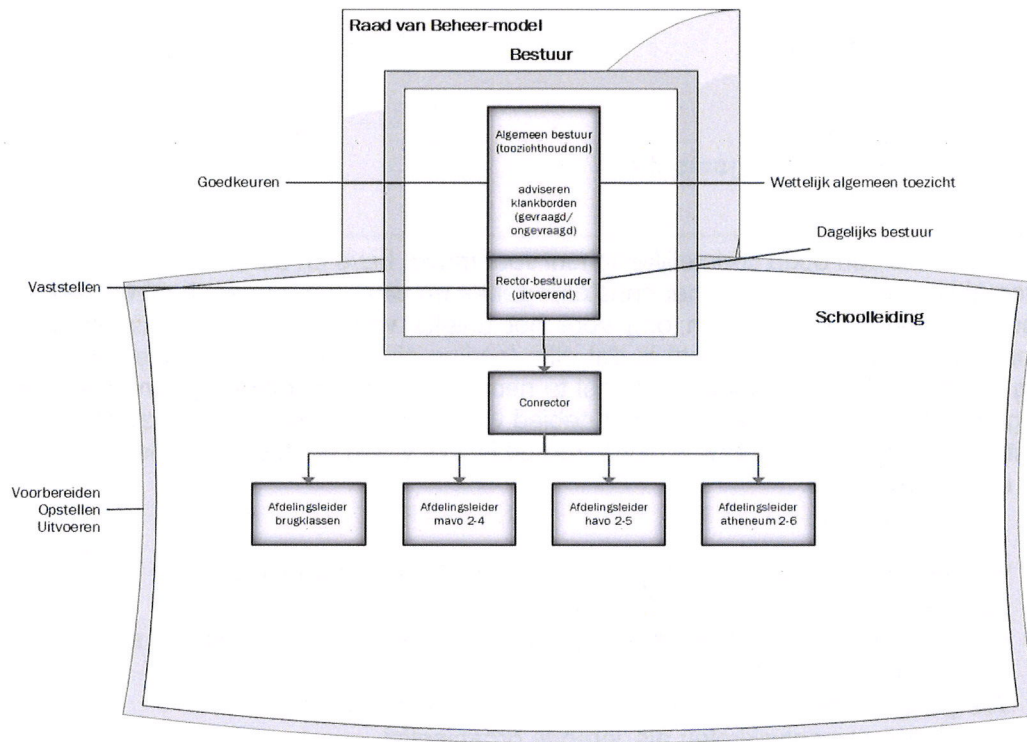 Raad van Beheer-model
Bestuur
Algemeen bestuur
(toozichthoudond)
adviseren
klankborden
(gevraagd/
ongevraagd)
Goedkeuren
Wettelijk algemeen toezicht
Dagelijks bestuur
Rector-bestuurder
(uitvoerend)
Vaststellen
Schoolleiding
Conrector
Voorbereiden
Opstellen
Uitvoeren
Afdelingsleider
brugklassen
Afdelingsleider
mavo 2-4
Afdelingsleider
havo 2-5
Afdelingsleider
atheneum 2-6